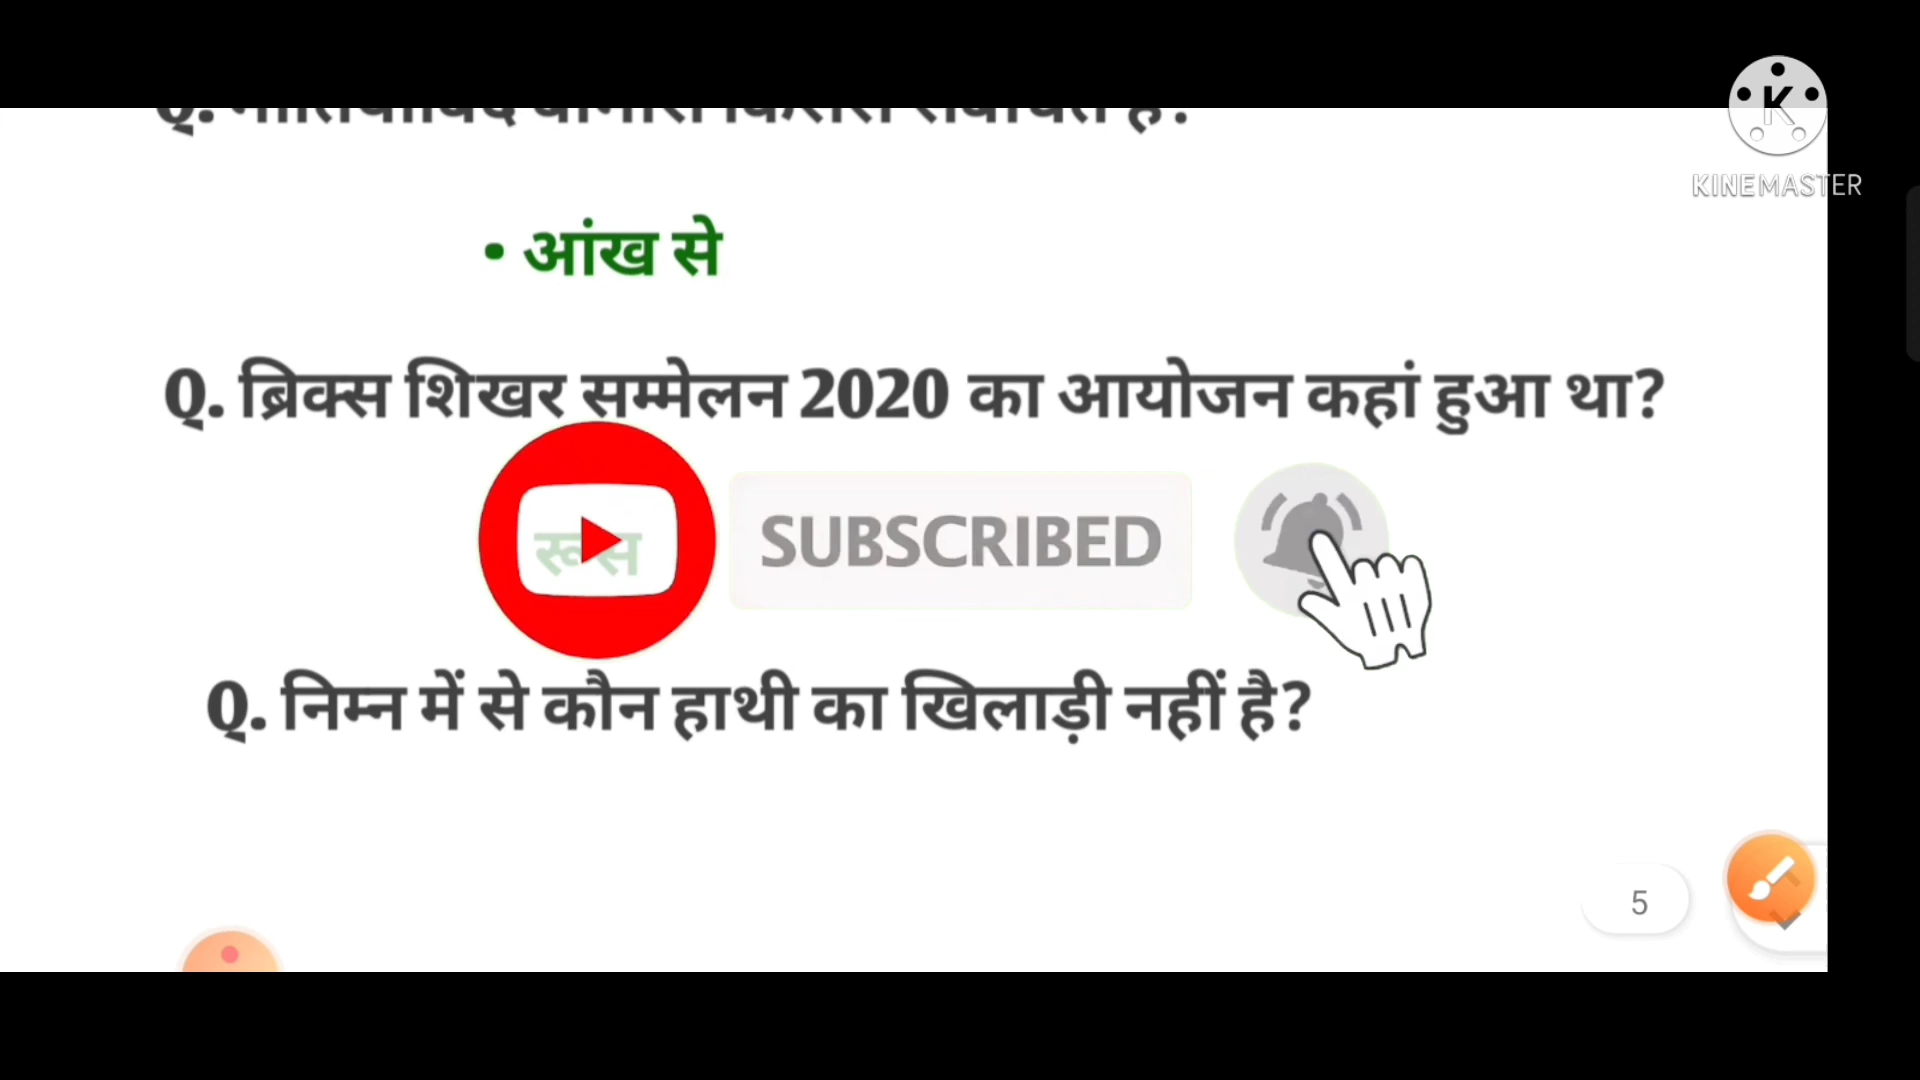 KINEMASTER
• आंख से
Q. ब्रिक्स शिखर सम्मेलन 2020 का आयोजन कहां हुआ था?
रूस
SUBSCRIBED
Q. निम्न में से कौन हाथी का खिलाड़ी नहीं है?
5